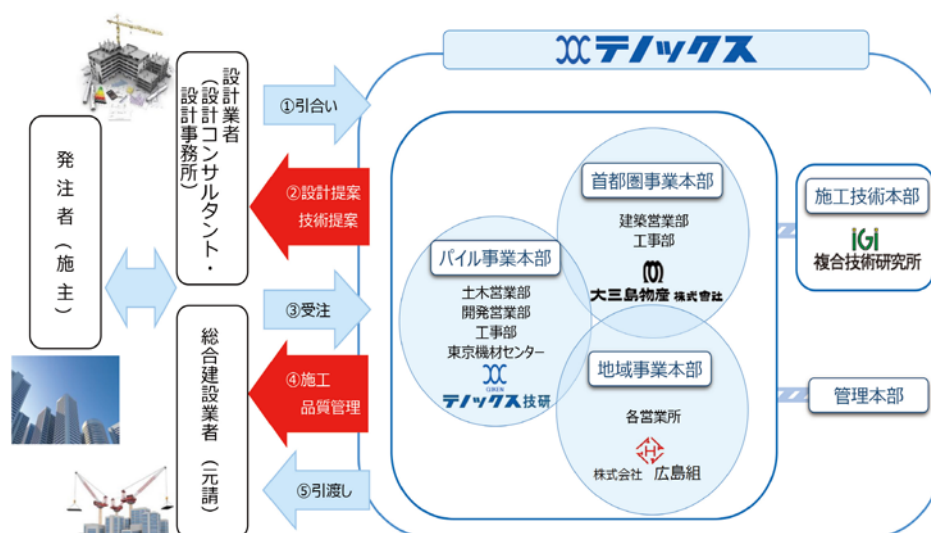 テノックス
発注者（施主）
設計業者
（設計コンサルタント・
設計事務所）
総合建設業者（元請）
①引合い
②設計提案
技術提案
③受注
④施工
品質管理
⑤引渡し
首都圏事業本部
建築営業部
工事部
大三島物産 株式會社
パイル事業本部
土木営業部
開発営業部
工事部
東京機材センター
テノックス技研
地域事業本部
各営業所
株式会社 広島組
施工技術本部
iGi
複合技術研究所
管理本部